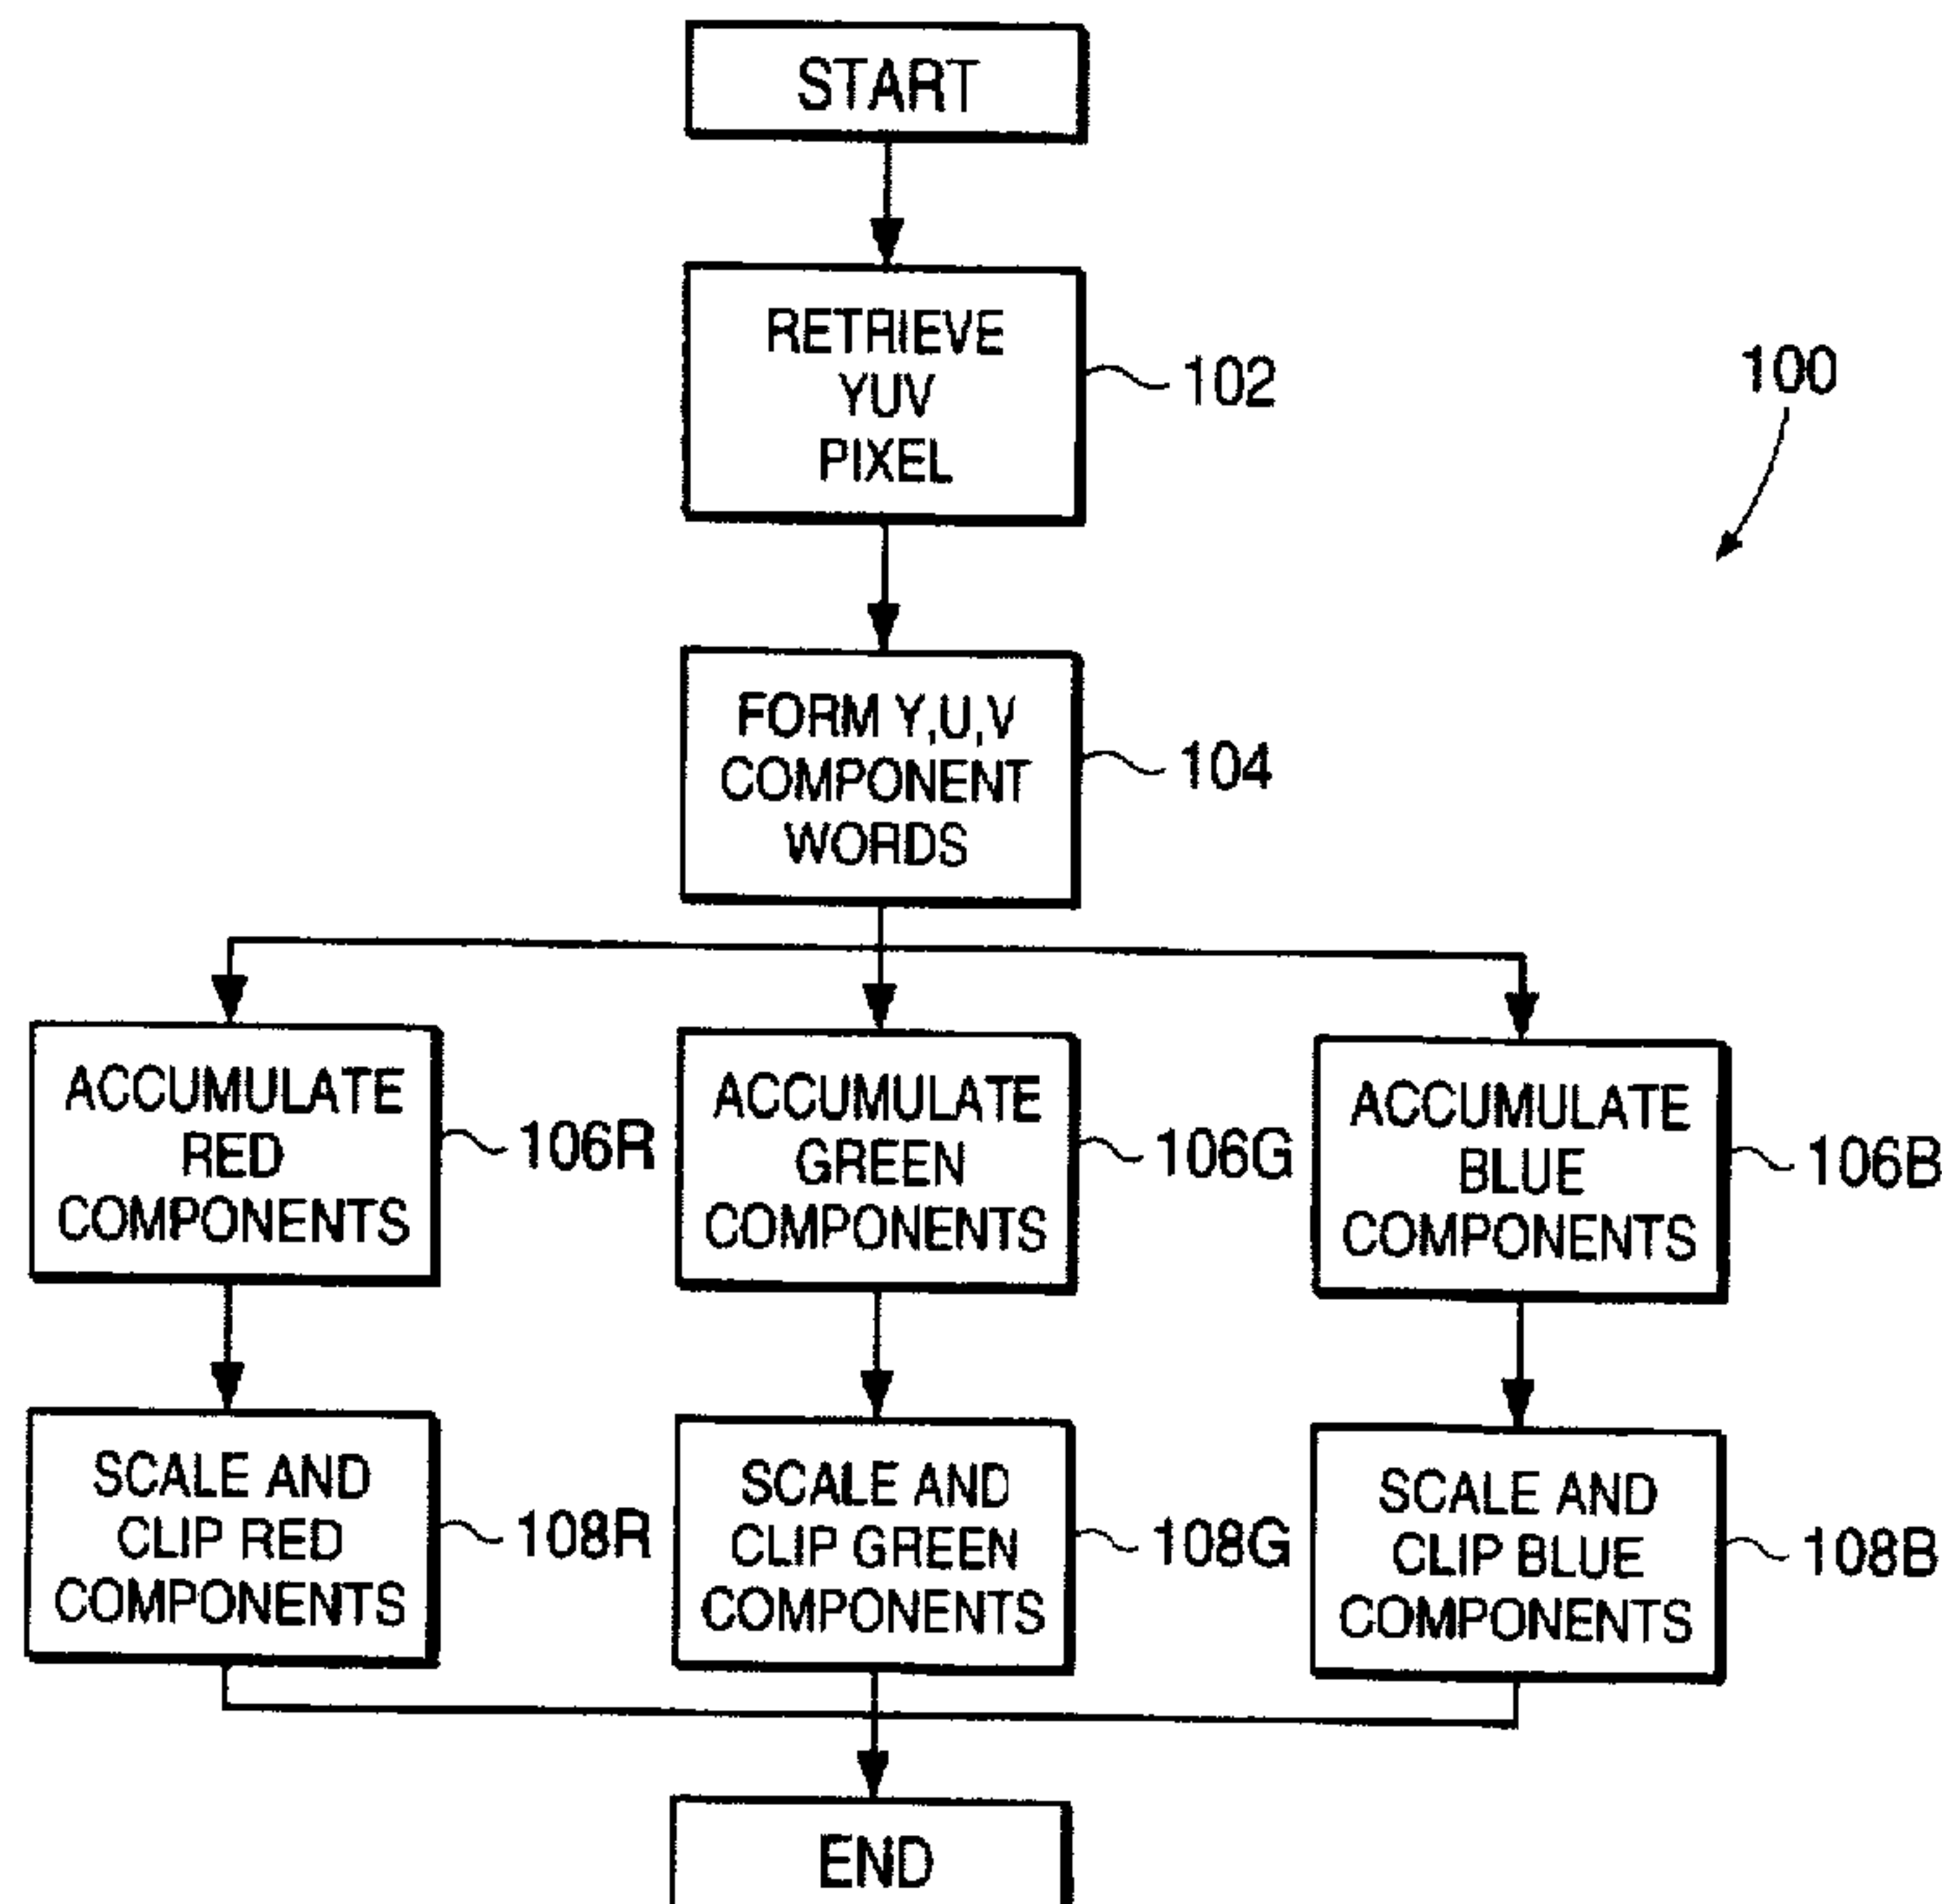 START
RETRIEVE
YUV
PIXEL
102
100
FORM Y,U,V
COMPONENT
WORDS
104
ACCUMULATE
RED
COMPONENTS
106R
ACCUMULATE
GREEN
COMPONENTS
106G
ACCUMULATE
BLUE
COMPONENTS
106B
SCALE AND
CLIP RED
COMPONENTS
108R
SCALE AND
CLIP GREEN
COMPONENTS
108G
SCALE AND
CLIP BLUE
COMPONENTS
108B
END